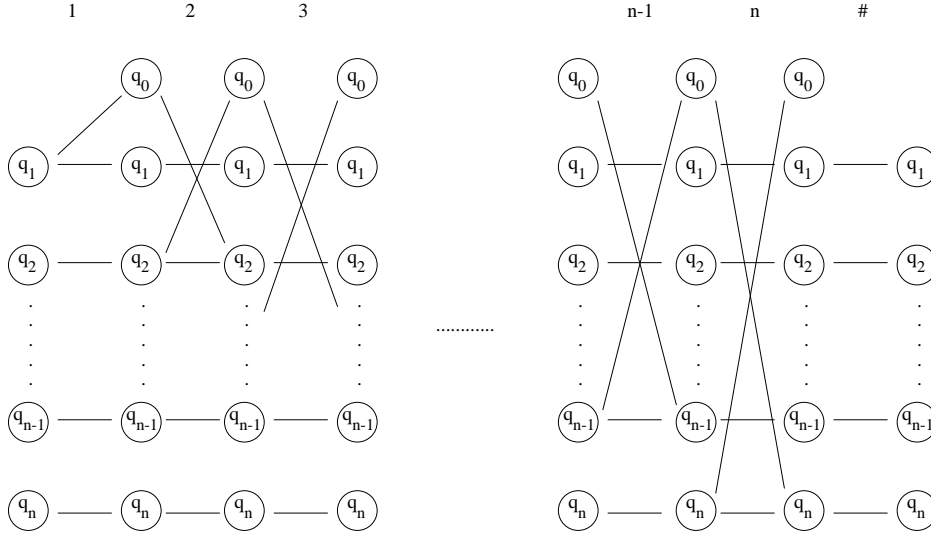 1 2 3 n-1 n #
q0 q0 q0 q0 q0 q0
q1 q1 q1 q1 q1 q1 q1 q1
q2 q2 q2 q2 q2 q2 q2 q2
............
qn-1 qn-1 qn-1 qn-1 qn-1 qn-1 qn-1 qn-1
qn qn qn qn qn qn qn qn